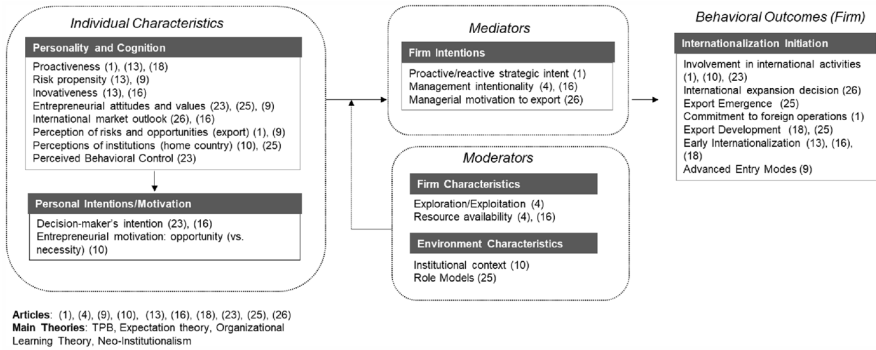 Individual Characteristics
Personality and Cognition
Proactiveness (1), (13), (18)
Risk propensity (13), (9)
Inovativeness (13), (16)
Entrepreneurial attitudes and values (23), (25), (9)
International market outlook (26), (16)
Perception of risks and opportunities (export) (1), (9)
Perceptions of institutions (home country) (10), (25)
Perceived Behavioral Control (23)
Personal Intentions/Motivation
Decision-maker's intention (23), (16)
Entrepreneurial motivation: opportunity (vs.
necessity) (10)
Mediators
Firm Intentions
Proactive/reactive strategic intent (1)
Management intentionality (4), (16)
Managerial motivation to export (26)
Moderators
Firm Characteristics
Exploration/Exploitation (4)
Resource availability (4), (16)
Environment Characteristics
Institutional context (10)
Role Models (25)
Behavioral Outcomes (Firm)
Internationalization Initiation
Involvement in international activities
(1), (10), (23)
International expansion decision (26)
Export Emergence (25)
Commitment to foreign operations (1)
Export Development (18), (25)
Early Internationalization (13), (16),
(18)
Advanced Entry Modes (9)
Articles: (1), (4), (9), (10), (13), (16), (18), (23), (25), (26)
Main Theories: TPB, Expectation theory, Organizational
Learning Theory, Neo-Institutionalism